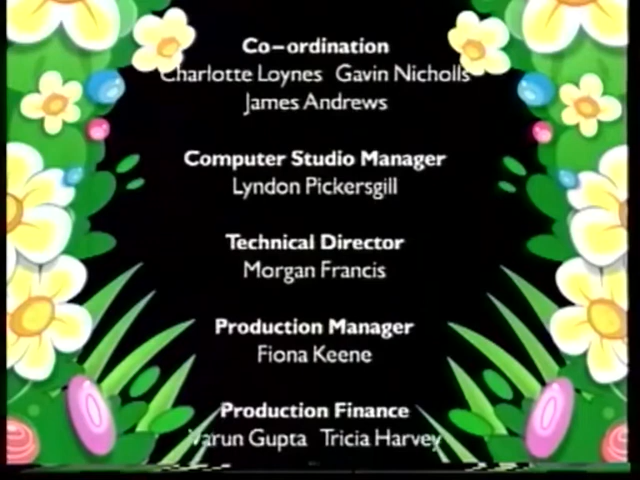 Co-ordination
Charlotte Loynes Gavin Nicholls
James Andrews
Computer Studio Manager
Lyndon Pickersgill
Technical Director
Morgan Francis
Production Manager
Fiona Keene
Production Finance
Varun Gupta Tricia Harvey